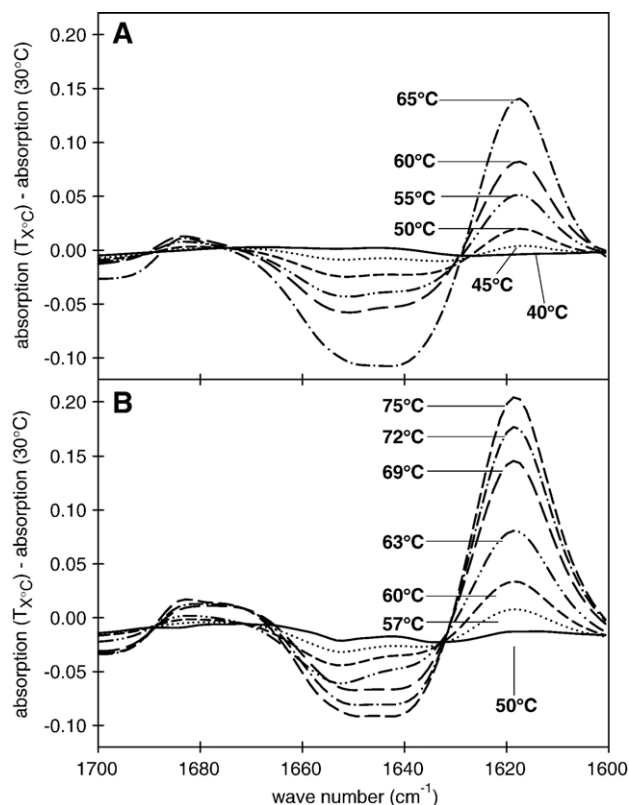 A
absorption (TX°C) - absorption (30°C)
0.20
0.15
0.10
0.05
0.00
-0.05
-0.10
65°C
60°C
55°C
50°C
45°C
40°C
B
absorption (TX°C) - absorption (30°C)
0.20
0.15
0.10
0.05
0.00
-0.05
-0.10
75°C
72°C
69°C
63°C
60°C
57°C
50°C
1700 1680 1660 1640 1620 1600
wave number (cm-1)